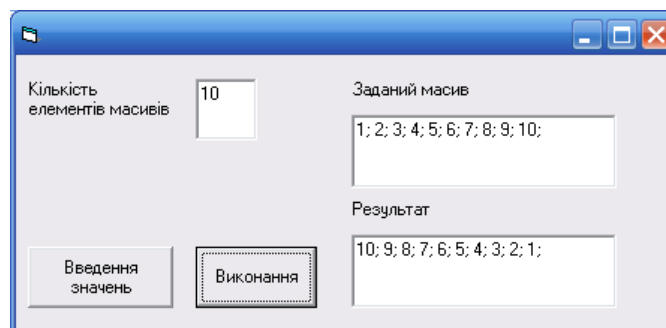 Кількість
елементів масивів
10
Заданий масив
1; 2; 3; 4; 5; 6; 7; 8; 9; 10;
Результат
10; 9; 8; 7; 6; 5; 4; 3; 2; 1;
Введення
значень
Виконання